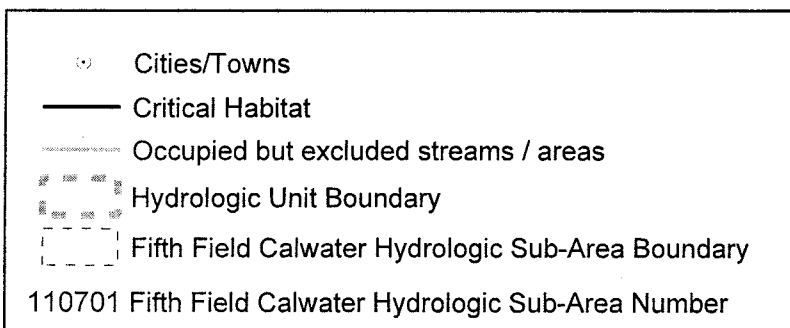 Cities/Towns
Critical Habitat
Occupied but excluded streams / areas
Hydrologic Unit Boundary
Fifth Field Calwater Hydrologic Sub-Area Boundary
110701 Fifth Field Calwater Hydrologic Sub-Area Number